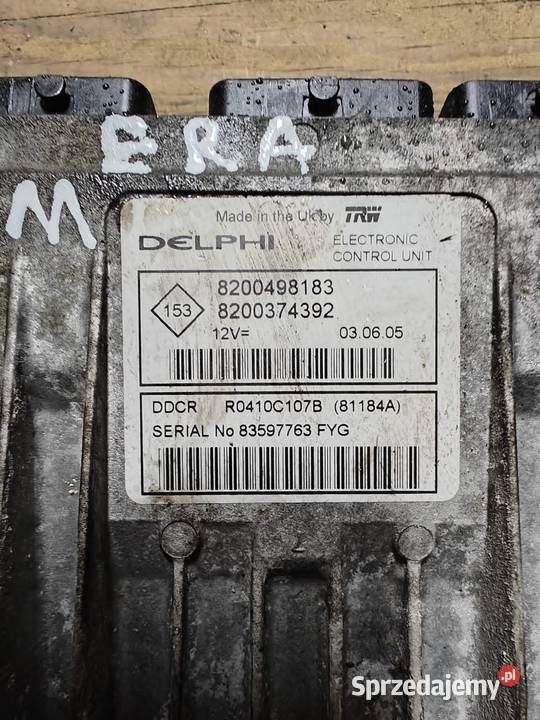 MERA
Made in the Uk by TRW
DELPHI
ELECTRONIC
CONTROL UNIT
153
8200498183
8200374392
12V=
03.06.05
DDCR R0410C107B (81184A)
SERIAL No 83597763 FYG
Sprzedajemy.pl